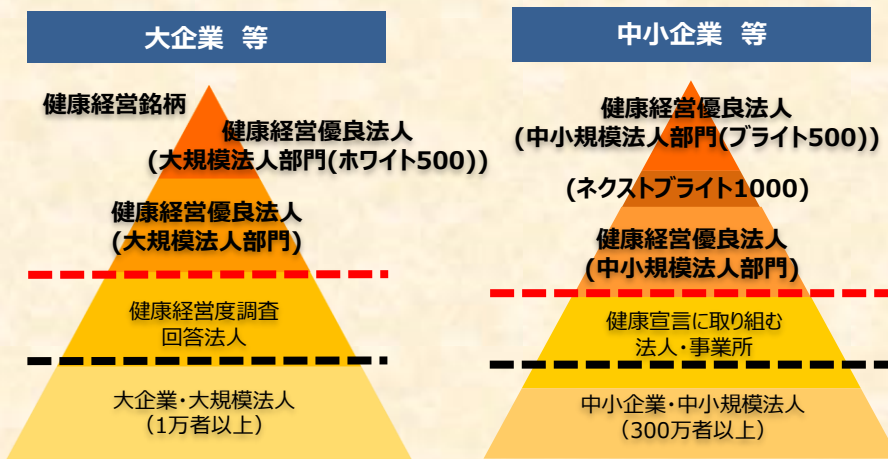 大企業 等
健康経営銘柄
健康経営優良法人
(大規模法人部門(ホワイト500))
健康経営優良法人
(大規模法人部門)
健康経営度調査
回答法人
大企業・大規模法人
（1万者以上）
中小企業 等
健康経営優良法人
(中小規模法人部門(ブライト500))
(ネクストブライト1000)
健康経営優良法人
(中小規模法人部門)
健康宣言に取り組む
法人・事業所
中小企業・中小規模法人
（300万者以上）